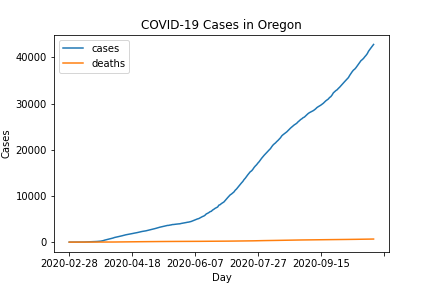 COVID-19 Cases in Oregon
cases
deaths
40000
30000
20000
10000
0
Cases
2020-02-28 2020-04-18 2020-06-07 2020-07-27 2020-09-15
Day